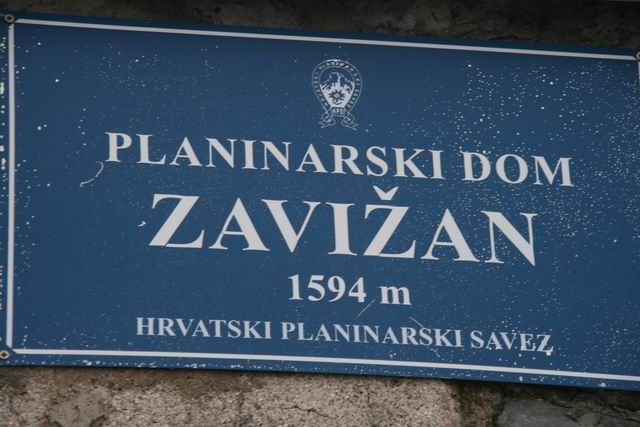 PLANINARSKI DOM
ZAVIŽAN
1594 m
HRVATSKI PLANINARSKI SAVEZ